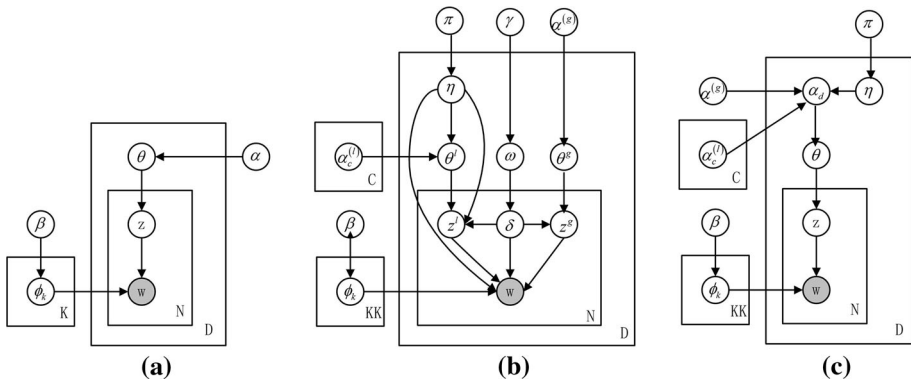 π γ α^(g)
π
D
D
η
α^(g) α_d η
α_c^(l)
C
θ α
θ^l ω θ^g
α_c^(l)
C
θ
β
z
N
β
z^l δ z^g
β
z
N
ϕ_k
K
w
D
ϕ_k
KK
w
N
D
ϕ_k
KK
w
(a) (b) (c)